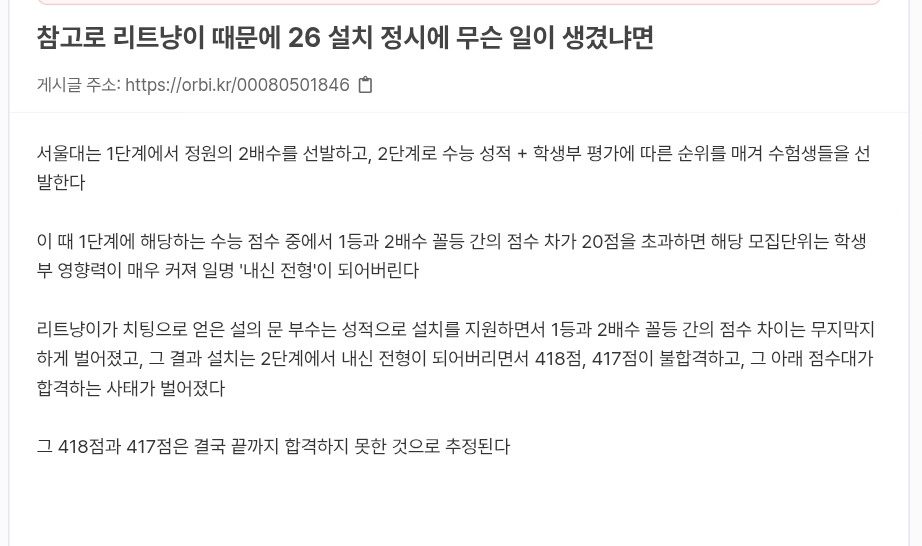 참고로 리트냥이 때문에 26 설치 정시에 무슨 일이 생겼냐면
게시글 주소: https://orbi.kr/00080501846
서울대는 1단계에서 정원의 2배수를 선발하고, 2단계로 수능 성적 + 학생부 평가에 따른 순위를 매겨 수험생들을 선
발한다
이 때 1단계에 해당하는 수능 점수 중에서 1등과 2배수 꼴등 간의 점수 차가 20점을 초과하면 해당 모집단위는 학생
부 영향력이 매우 커져 일명 '내신 전형'이 되어버린다
리트냥이가 치팅으로 얻은 설의 문 부수는 성적으로 설치를 지원하면서 1등과 2배수 꼴등 간의 점수 차이는 무지막지
하게 벌어졌고, 그 결과 설치는 2단계에서 내신 전형이 되어버리면서 418점, 417점이 불합격하고, 그 아래 점수대가
합격하는 사태가 벌어졌다
그 418점과 417점은 결국 끝까지 합격하지 못한 것으로 추정된다